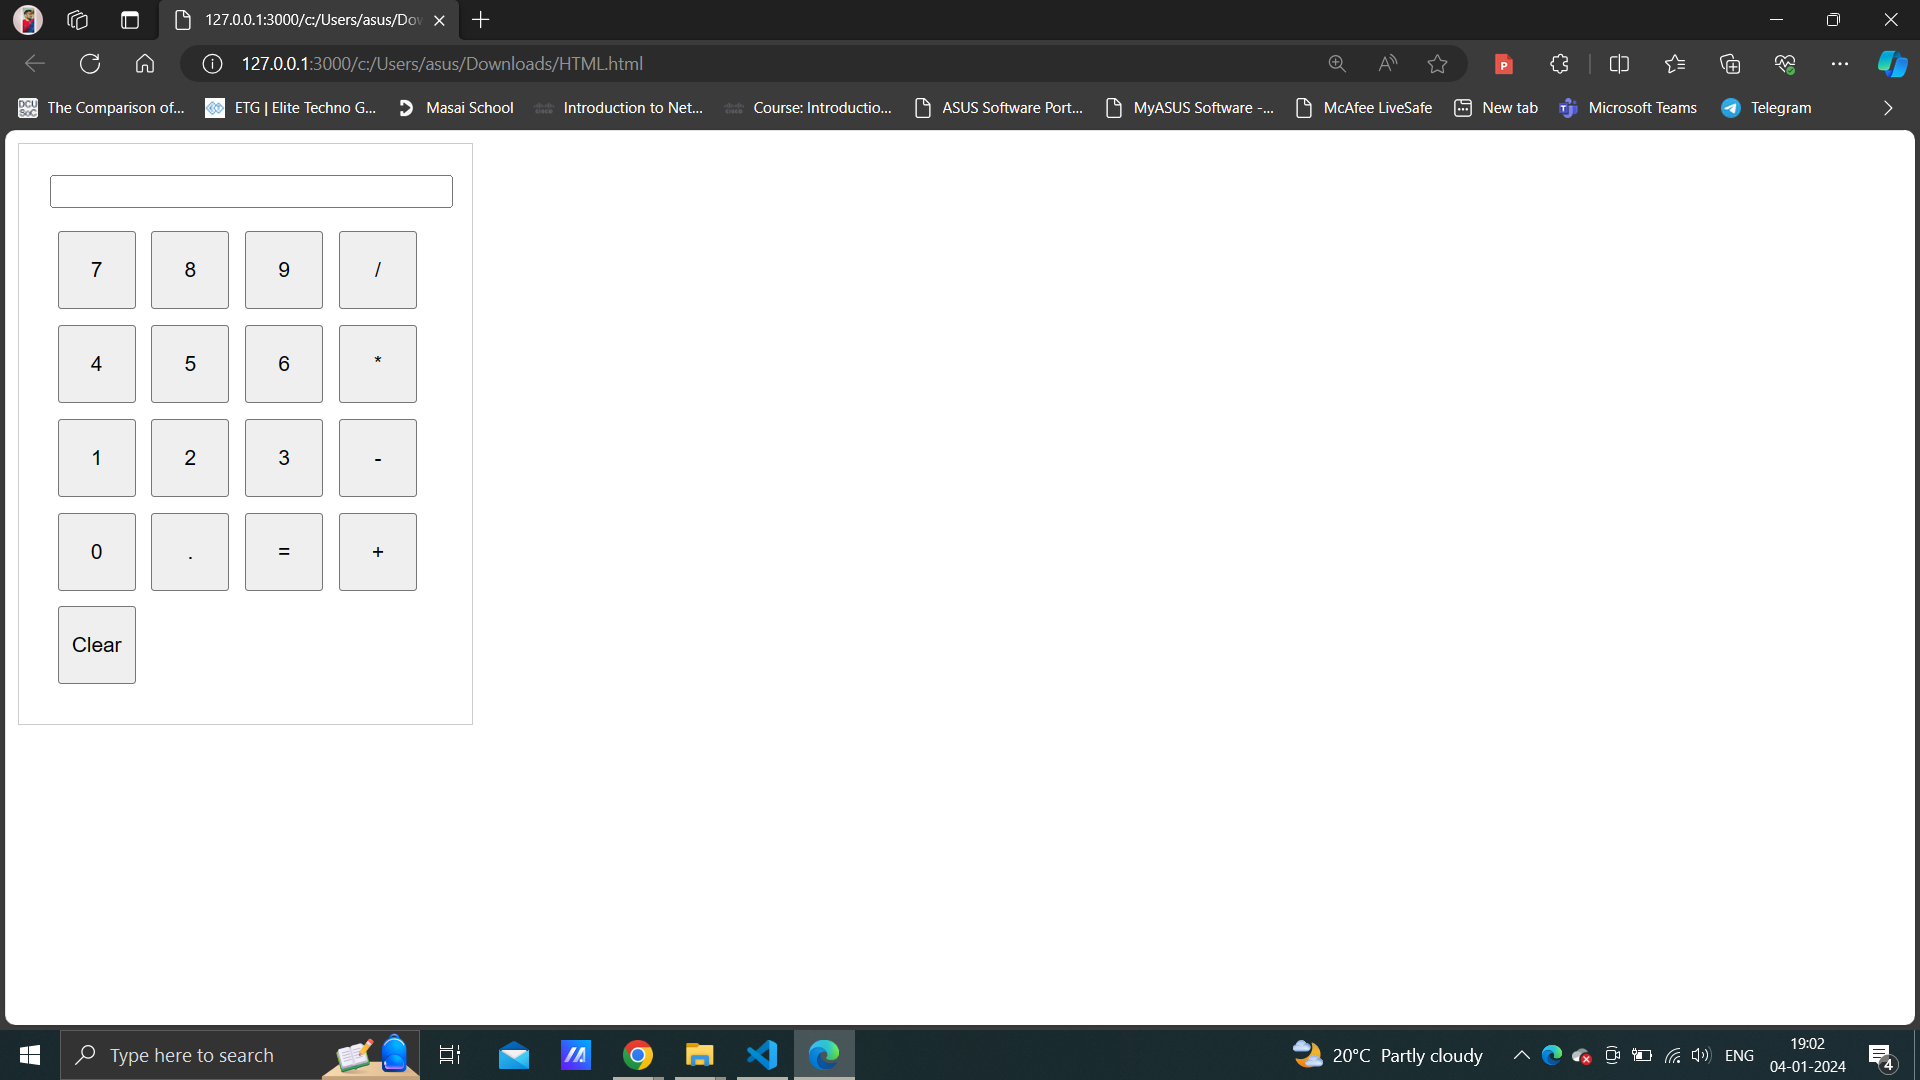 127.0.0.1:3000/c:/Users/asus/Dov
127.0.0.1:3000/c:/Users/asus/Downloads/HTML.html
The Comparison of... ETG | Elite Techno G... Masai School Introduction to Net... Course: Introductio... ASUS Software Port... MyASUS Software -... McAfee LiveSafe New tab Microsoft Teams Telegram
7 8 9 /
4 5 6 *
1 2 3 -
0 . = +
Clear
Type here to search 20°C Partly cloudy ENG 19:02
04-01-2024 4